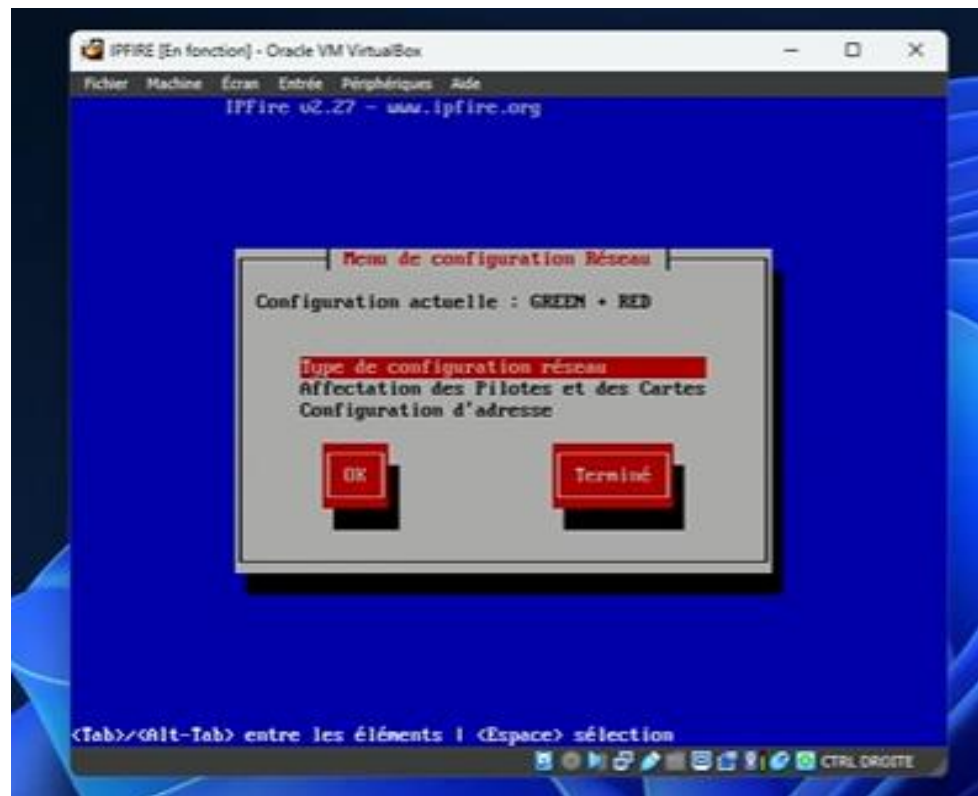 IPFIRE [En fonction] - Oracle VM VirtualBox
Fichier Machine Écran Entrée Périphériques Aide
IPFire v2.27 - www.ipfire.org
Menu de configuration Réseau
Configuration actuelle : GREEN + RED
Type de configuration réseau
Affectation des Pilotes et des Cartes
Configuration d'adresse
OK
Terminé
<Tab>/<Alt-Tab> entre les éléments | <Espace> sélection
CTRL DROITE